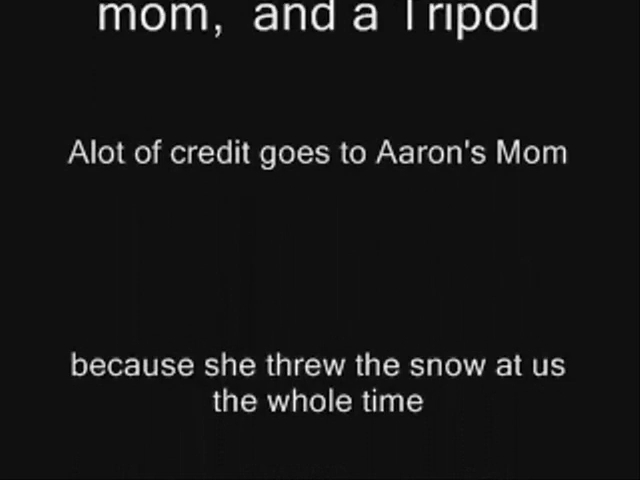 mom, and a Tripod
Alot of credit goes to Aaron's Mom
because she threw the snow at us
the whole time